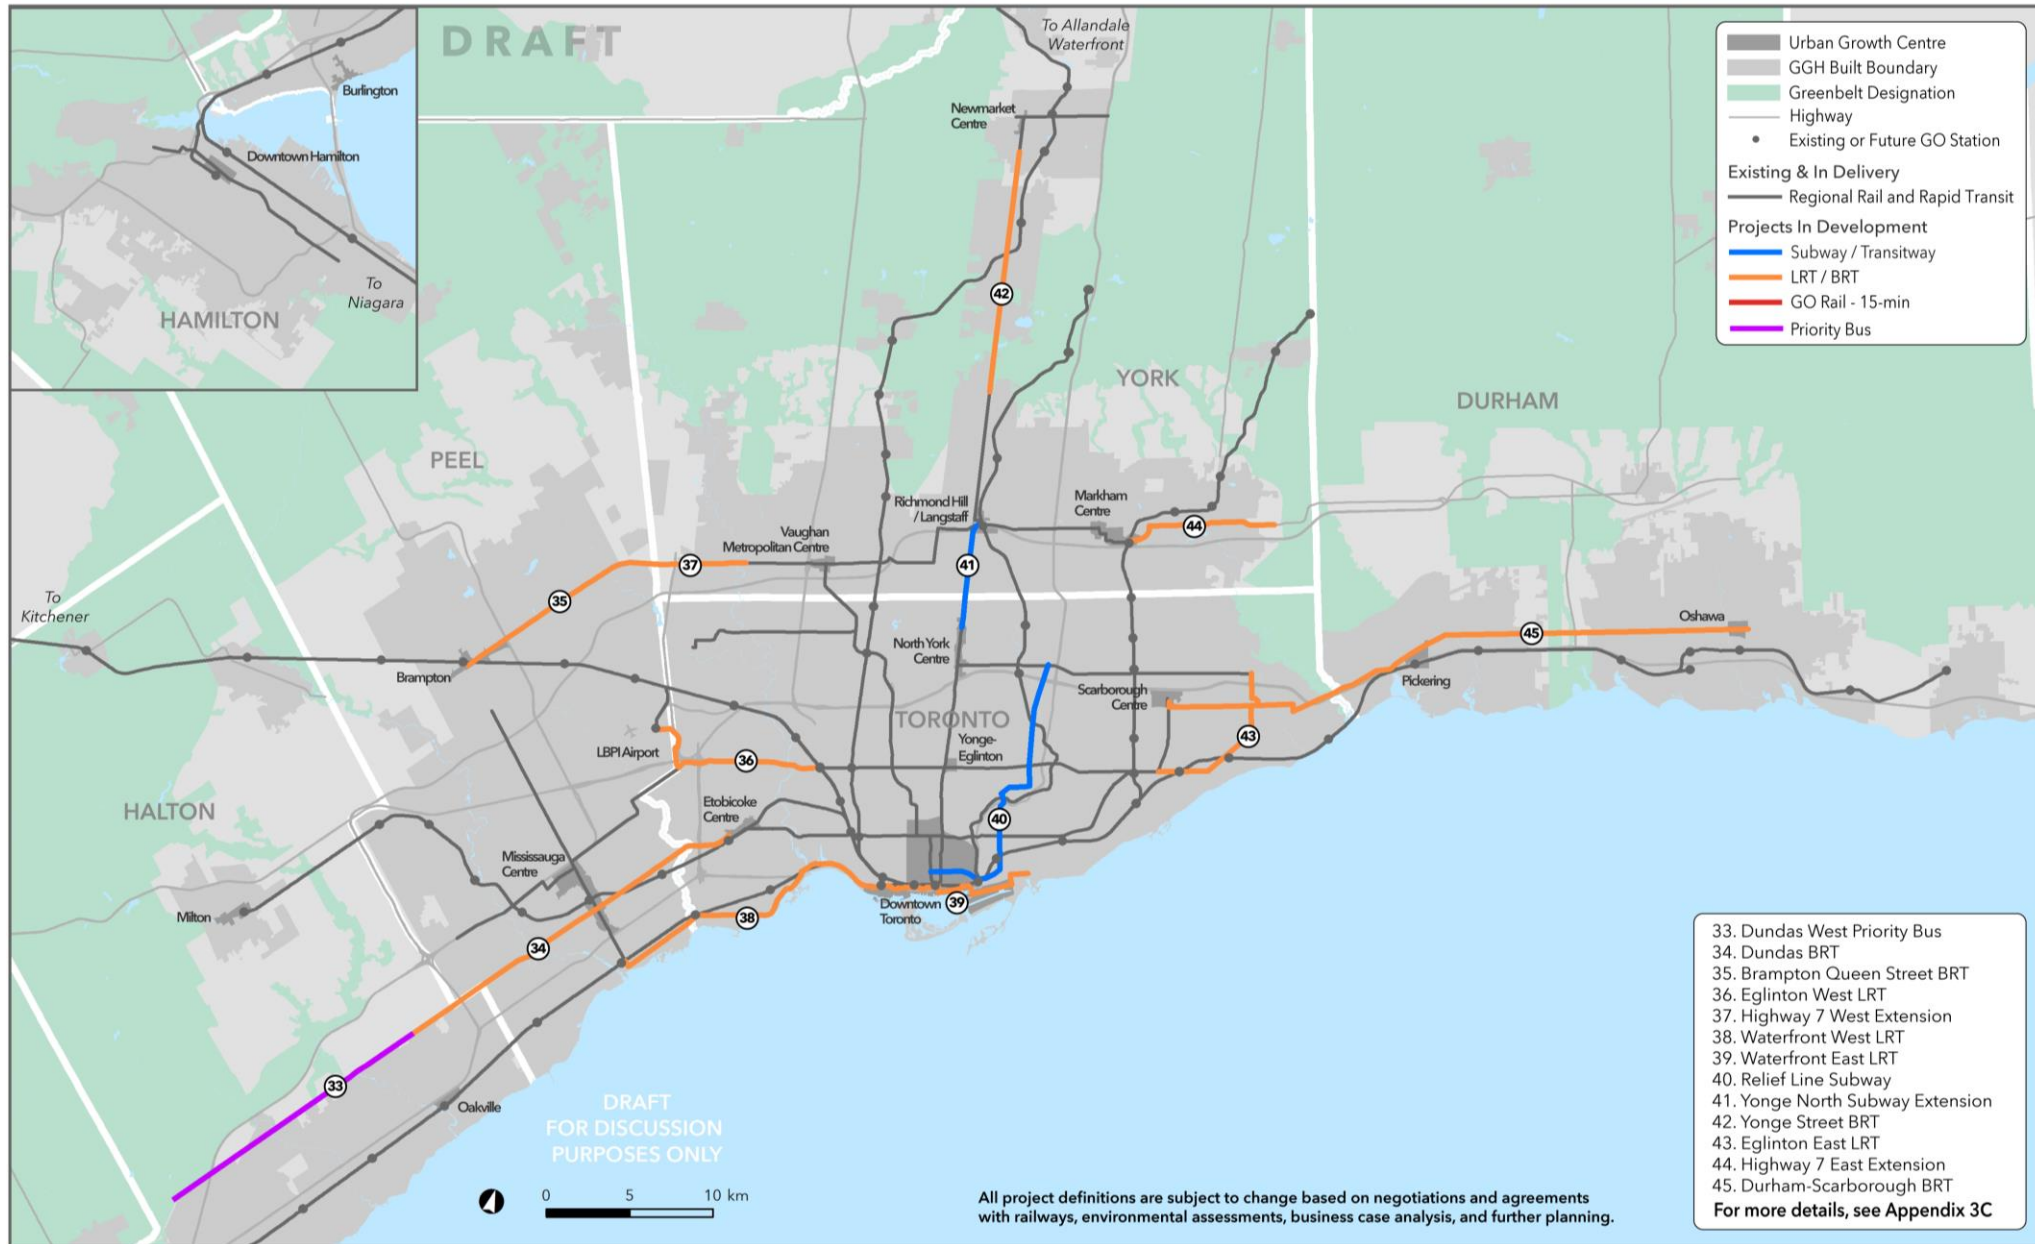 DRAFT
To Allandale
Waterfront
Burlington
Downtown Hamilton
To
Niagara
HAMILTON
Newmarket
Centre
42
Urban Growth Centre
GGH Built Boundary
Greenbelt Designation
Highway
Existing or Future GO Station
Existing & In Delivery
Regional Rail and Rapid Transit
Projects In Development
Subway / Transitway
LRT / BRT
GO Rail - 15-min
Priority Bus
YORK
DURHAM
PEEL
Richmond Hill
/ Langstaff
Markham
Centre
44
Vaughan
Metropolitan Centre
37
41
35
To
Kitchener
Brampton
North York
Centre
Oshawa
45
Pickering
Scarborough
Centre
TORONTO
Yonge-
Eglinton
43
LBPI Airport
36
HALTON
Etobicoke
Centre
40
Mississauga
Centre
Milton
Downtown
Toronto
39
38
34
33
Oakville
DRAFT
FOR DISCUSSION
PURPOSES ONLY
0 5 10 km
All project definitions are subject to change based on negotiations and agreements
with railways, environmental assessments, business case analysis, and further planning.
33. Dundas West Priority Bus
34. Dundas BRT
35. Brampton Queen Street BRT
36. Eglinton West LRT
37. Highway 7 West Extension
38. Waterfront West LRT
39. Waterfront East LRT
40. Relief Line Subway
41. Yonge North Subway Extension
42. Yonge Street BRT
43. Eglinton East LRT
44. Highway 7 East Extension
45. Durham-Scarborough BRT
For more details, see Appendix 3C